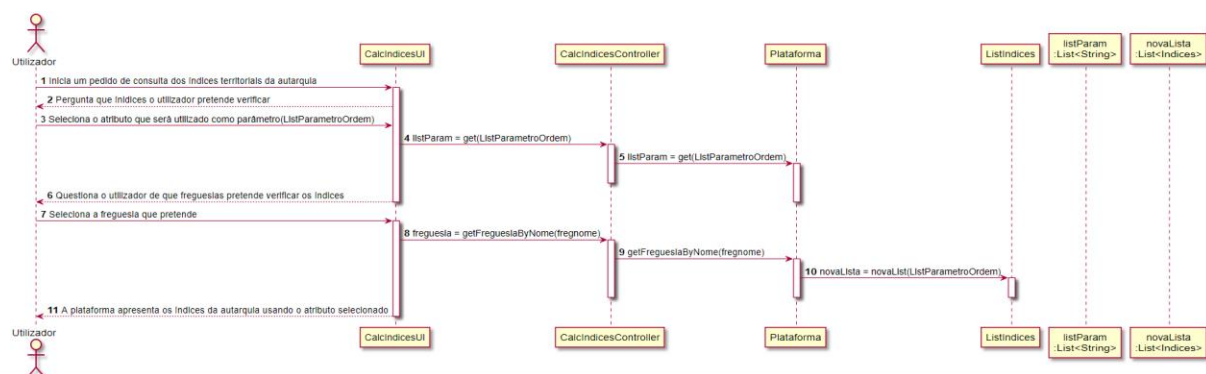 Utilizador
CalcIndicesUI
CalcIndicesController
Plataforma
ListIndices
listParam
:List<String>
novaLista
:List<Indices>
1 Inicia um pedido de consulta dos índices territoriais da autarquia
2 Pergunta que Inidices o utilizador pretende verificar
3 Seleciona o atributo que será utilizado como parâmetro(ListParametroOrdem)
4 listParam = get(ListParametroOrdem)
5 listParam = get(ListParametroOrdem)
6 Questiona o utilizador de que freguesias pretende verificar os índices
7 Seleciona a freguesia que pretende
8 freguesia = getFreguesiaByNome(fregnome)
9 getFreguesiaByNome(fregnome)
10 novaLista = novaList(ListParametroOrdem)
11 A plataforma apresenta os índices da autarquia usando o atributo selecionado
Utilizador
CalcIndicesUI
CalcIndicesController
Plataforma
ListIndices
listParam
:List<String>
novaLista
:List<Indices>